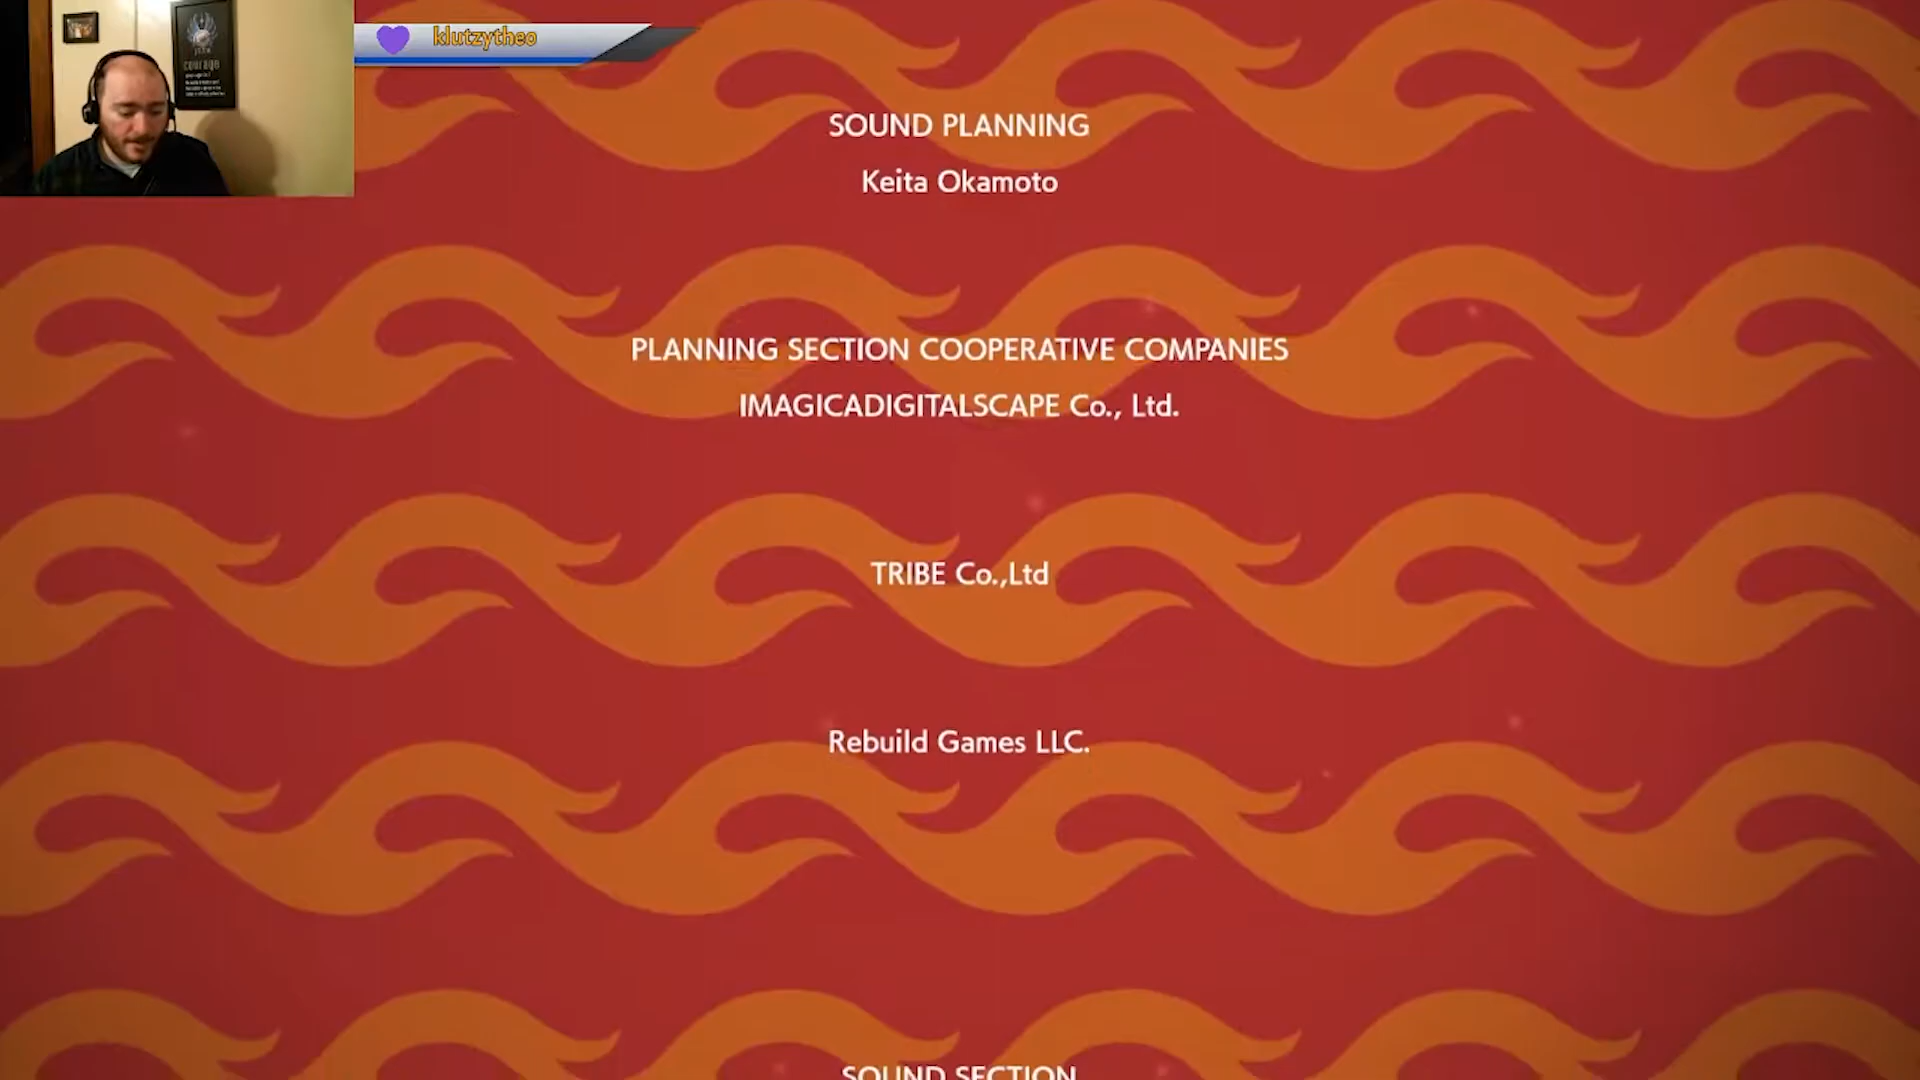 klutzytheo
courage
SOUND PLANNING
Keita Okamoto
PLANNING SECTION COOPERATIVE COMPANIES
IMAGICADIGITALSCAPE Co., Ltd.
TRIBE Co.,Ltd
Rebuild Games LLC.
SOUND SECTION